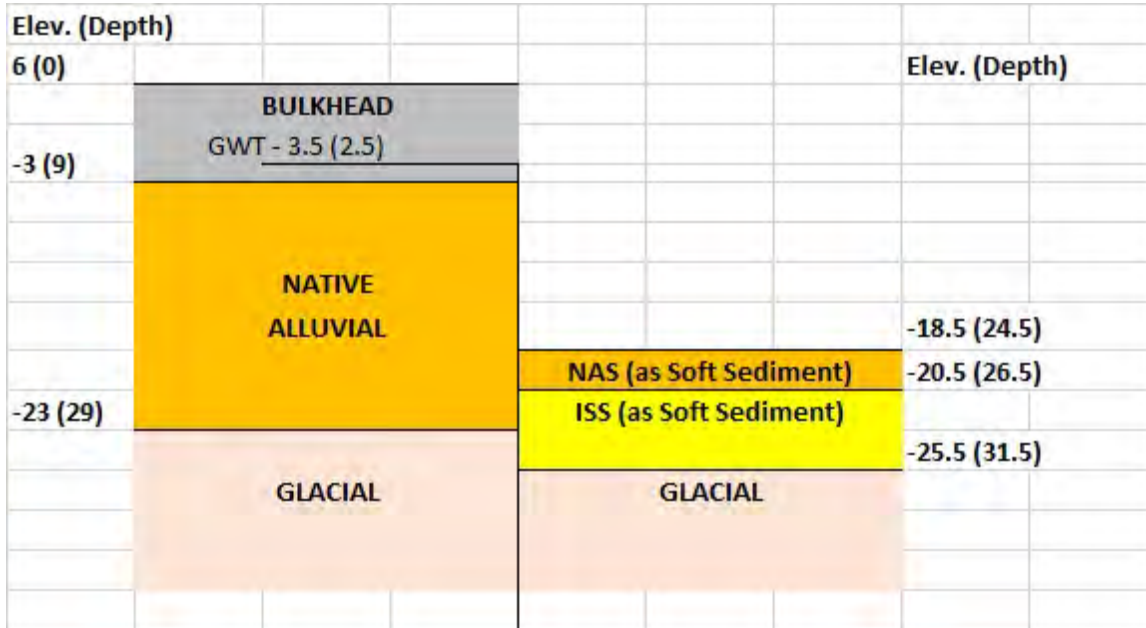 Elev. (Depth)
6 (0)
Elev. (Depth)
BULKHEAD
GWT - 3.5 (2.5)
-3 (9)
NATIVE
ALLUVIAL
-18.5 (24.5)
NAS (as Soft Sediment)
-20.5 (26.5)
-23 (29)
ISS (as Soft Sediment)
-25.5 (31.5)
GLACIAL
GLACIAL